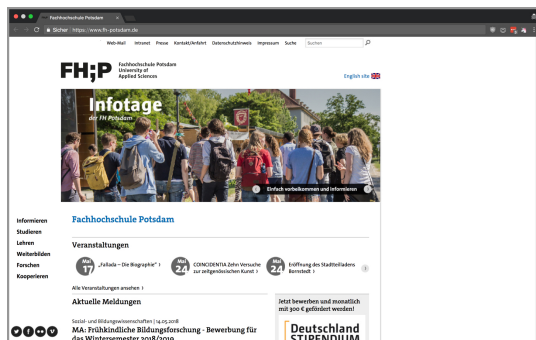 Fachhochschule Potsdam
Sicher https://www.fh-potsdam.de
Web-Mail Intranet Presse Kontakt/Anfahrt Datenschutzhinweis Impressum Suche Suchen
FH;P
Fachhochschule Potsdam
University of
Applied Sciences
English site
Infotage
der FH Potsdam
Einfach vorbeikommen und Informieren
Informieren
Studieren
Lehren
Weiterbilden
Forschen
Kooperieren
Fachhochschule Potsdam
Veranstaltungen
Mai
17
„Fallada – Die Biographie“
Mai
24
COINCIDENTIA Zehn Versuche
zur zeitgenössischen Kunst
Mai
24
Eröffnung des Stadtteilladens
Bornstedt
Alle Veranstaltungen ansehen
Aktuelle Meldungen
Sozial- und Bildungswissenschaften | 14.05.2018
MA: Frühkindliche Bildungsforschung - Bewerbung für
das Wintersemester 2018/2019
Jetzt bewerben und monatlich
mit 300 € gefördert werden!
Deutschland
STIPENDIUM